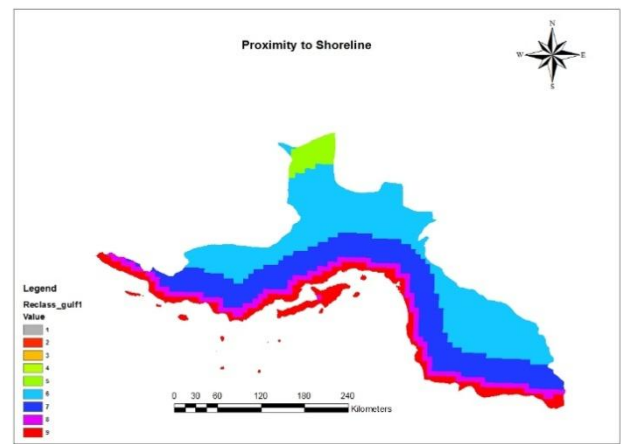 Proximity to Shoreline
N
W
E
S
Legend
Reclass_gulf1
Value
1
2
3
4
5
6
7
8
9
0 30 60 120 180 240
Kilometers